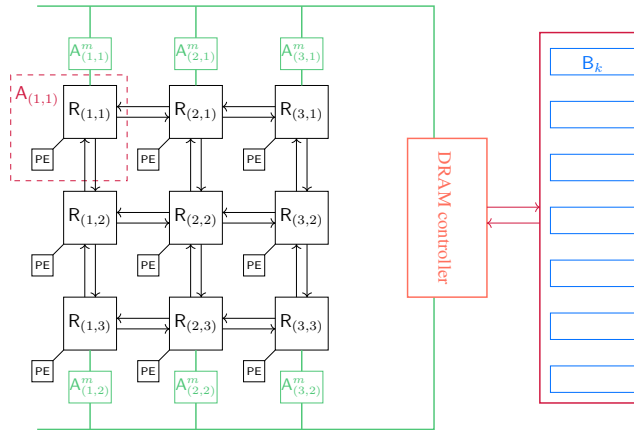 A^m_(1,1) A^m_(2,1) A^m_(3,1)
B_k
A_(1,1)
R_(1,1) R_(2,1) R_(3,1)
PE PE PE
R_(1,2) R_(2,2) R_(3,2)
PE PE PE
DRAM controller
R_(1,3) R_(2,3) R_(3,3)
PE PE PE
A^m_(1,2) A^m_(2,2) A^m_(3,2)